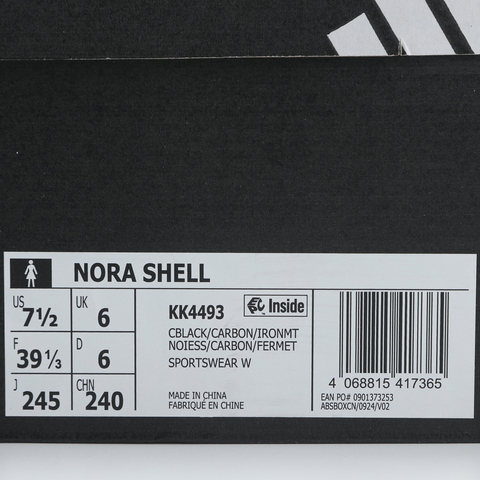 NORA SHELL
US 7½ UK 6
F 39⅓ D 6
J 245 CHN 240
KK4493 Inside
CBLACK/CARBON/IRONMT
NOIESS/CARBON/FERMET
SPORTSWEAR W
MADE IN CHINA
FABRIQUÉ EN CHINE
4 068815 417365
EAN PO# 0901373253
ABSBOXCN/0924/V02